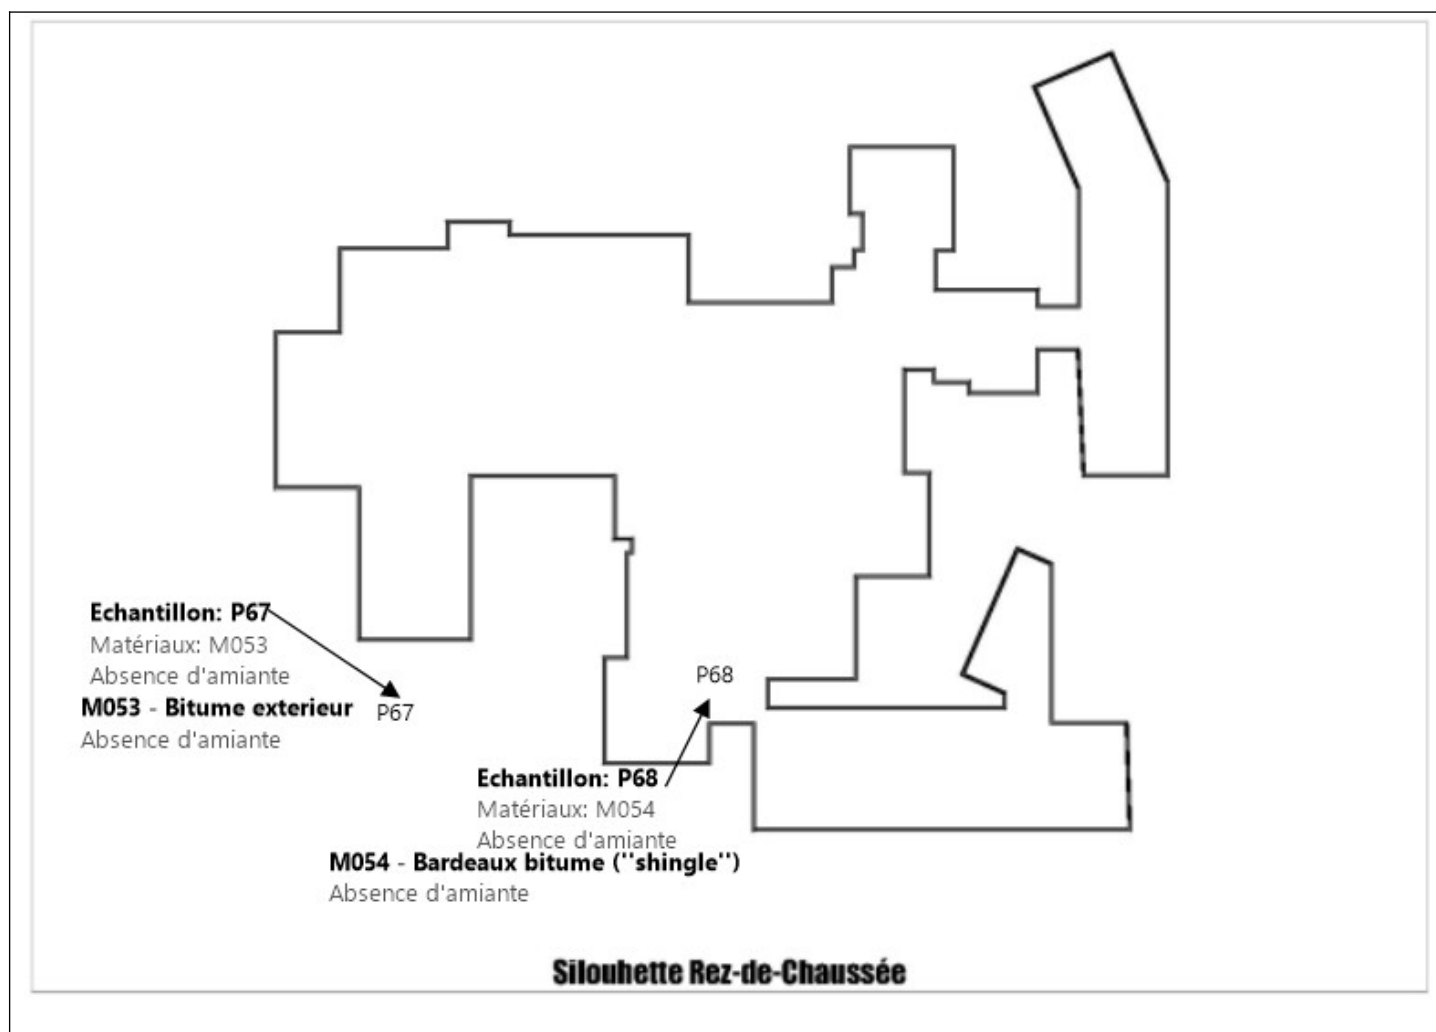 Echantillon: P67
Matériaux: M053
Absence d'amiante
M053 - Bitume exterieur
Absence d'amiante
P67
P68
Echantillon: P68
Matériaux: M054
Absence d'amiante
M054 - Bardeaux bitume (''shingle'')
Absence d'amiante
Silouhette Rez-de-Chaussée